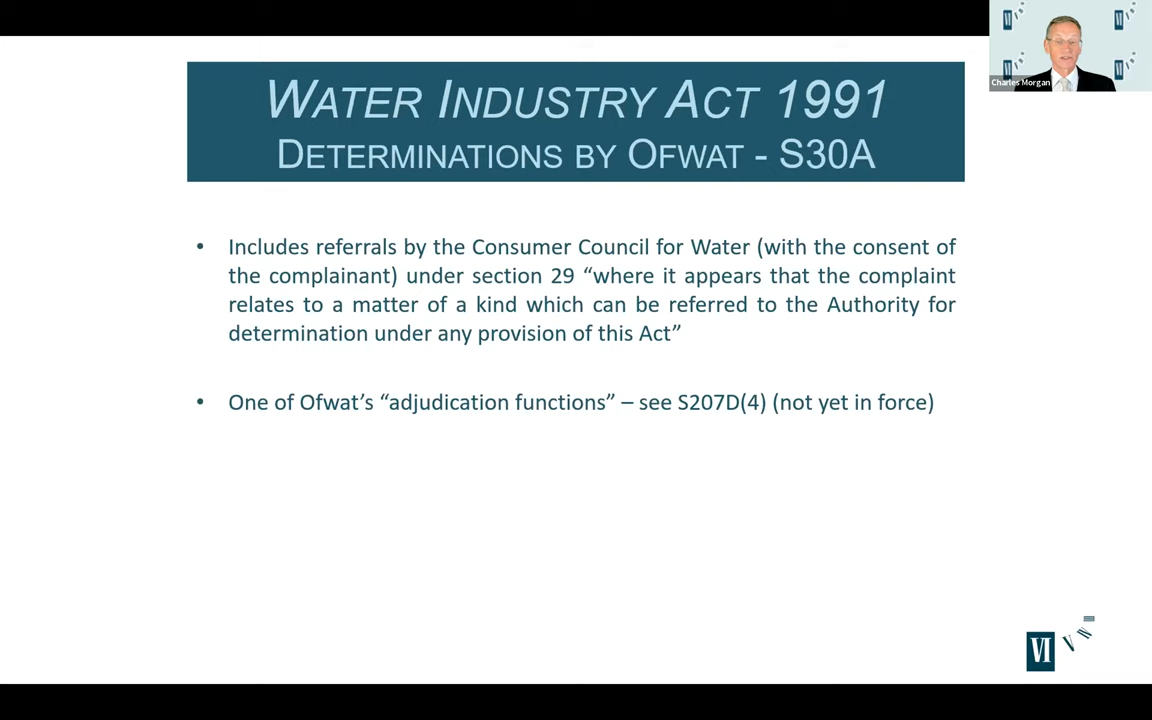 WATER INDUSTRY ACT 1991
DETERMINATIONS BY OFWAT - S30A
Charles Morgan
• Includes referrals by the Consumer Council for Water (with the consent of
the complainant) under section 29 “where it appears that the complaint
relates to a matter of a kind which can be referred to the Authority for
determination under any provision of this Act”
• One of Ofwat’s “adjudication functions” – see S207D(4) (not yet in force)
VI